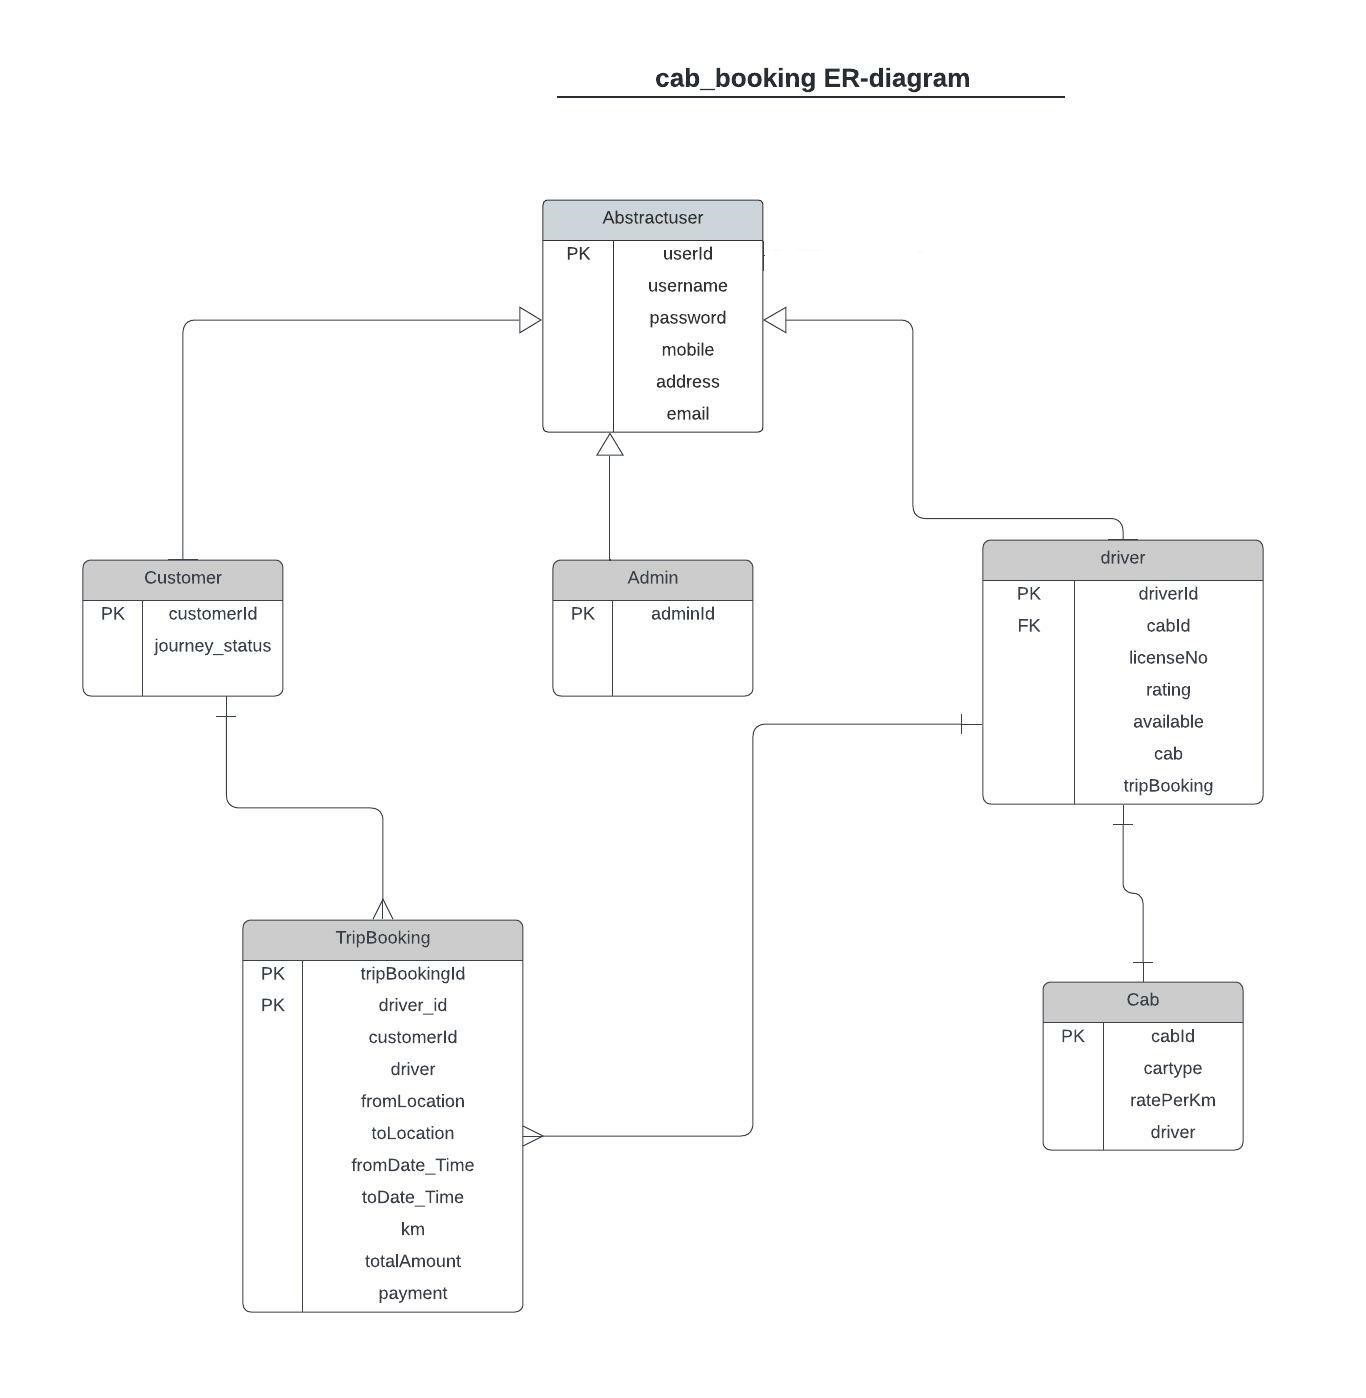 cab_booking ER-diagram
Abstractuser
PK userId
username
password
mobile
address
email
Customer
PK customerId
journey_status
Admin
PK adminId
driver
PK driverId
FK cabId
licenseNo
rating
available
cab
tripBooking
TripBooking
PK tripBookingId
PK driver_id
customerId
driver
fromLocation
toLocation
fromDate_Time
toDate_Time
km
totalAmount
payment
Cab
PK cabId
cartype
ratePerKm
driver